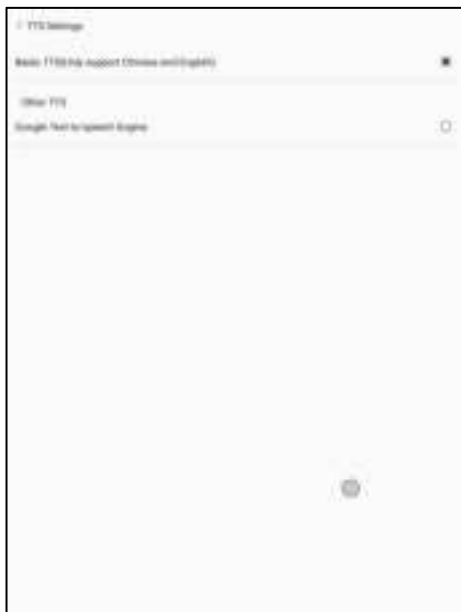 TTS Settings
Basic TTS(Only support Chinese and English)
Other TTS
Google Text-to-speech Engine